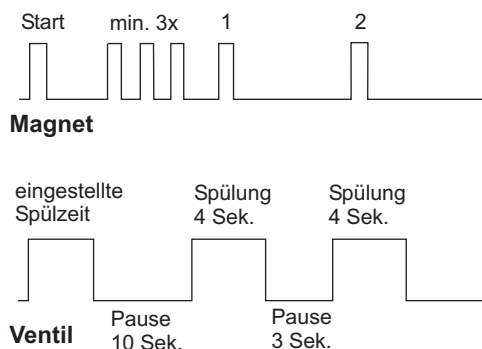 Start
min. 3x
1
2
Magnet
eingestellte
Spülzeit
Spülung
4 Sek.
Spülung
4 Sek.
Ventil
Pause
10 Sek.
Pause
3 Sek.